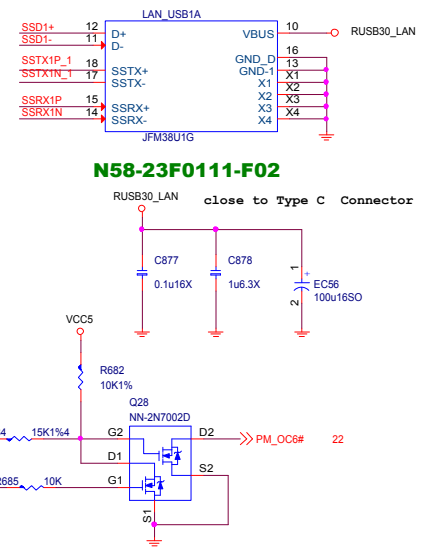 LAN_USB1A
SSD1+ 12 D+ VBUS 10 RUSB30_LAN
SSD1- 11 D-
GND_D 16
SSTX1P_1 18 SSTX+ GND-1 13
SSTX1N_1 17 SSTX- X1 X1
X2 X2
SSRX1P 15 SSRX+ X3 X3
SSRX1N 14 SSRX- X4 X4
JFM38U1G
N58-23F0111-F02
RUSB30_LAN close to Type C Connector
C877
0.1u16X
C878
1u6.3X
1 +
EC56
100u16SO
2
VCC5
R682
10K1%
Q28
NN-2N7002D
4 15K1%4 G2 D2 PM_OC6# 22
D1 S2
685 10K G1
S1